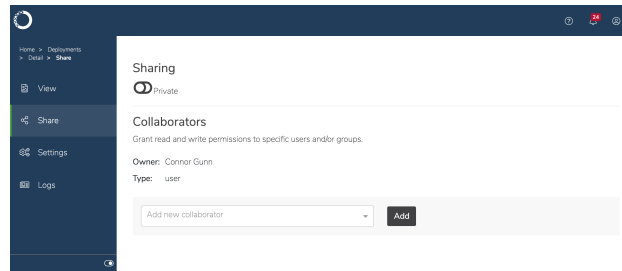 24
Home > Deployments
> Detail > Share
View
Share
Settings
Logs
Sharing
Private
Collaborators
Grant read and write permissions to specific users and/or groups.
Owner: Connor Gunn
Type: user
Add new collaborator
Add